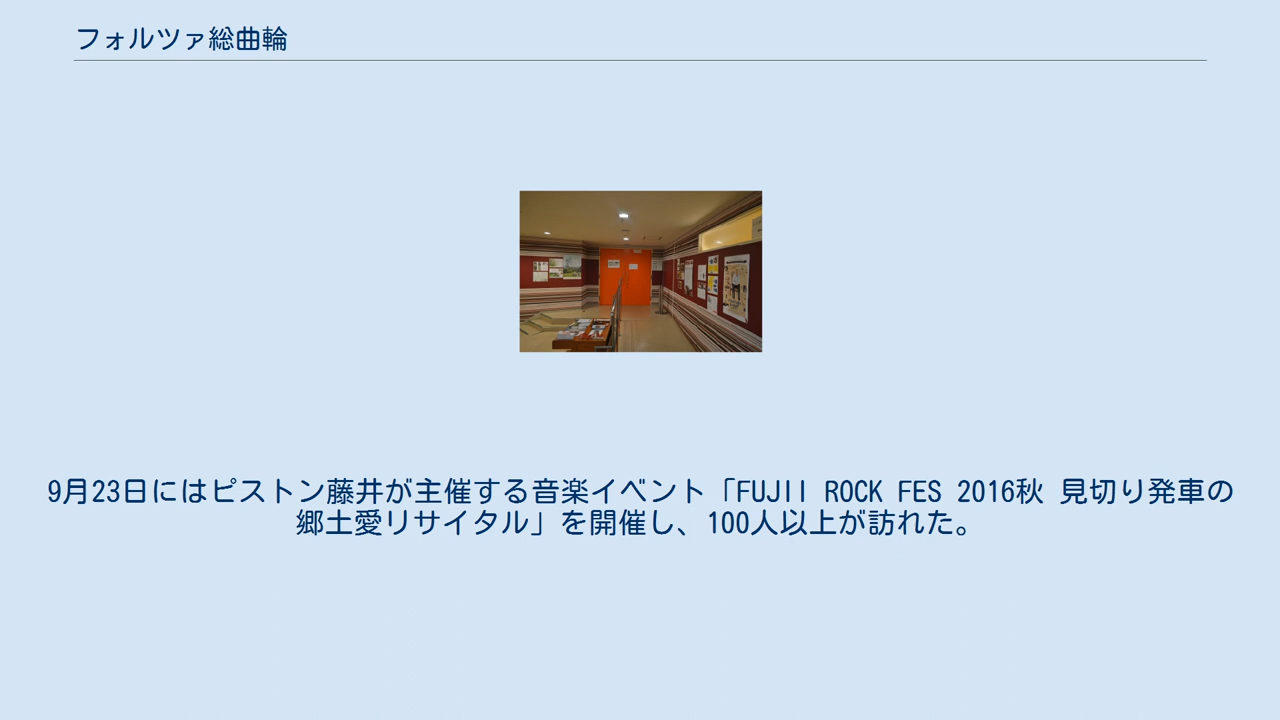 フォルツァ総曲輪
9月23日にはピストン藤井が主催する音楽イベント「FUJII ROCK FES 2016秋 見切り発車の
郷土愛リサイタル」を開催し、100人以上が訪れた。